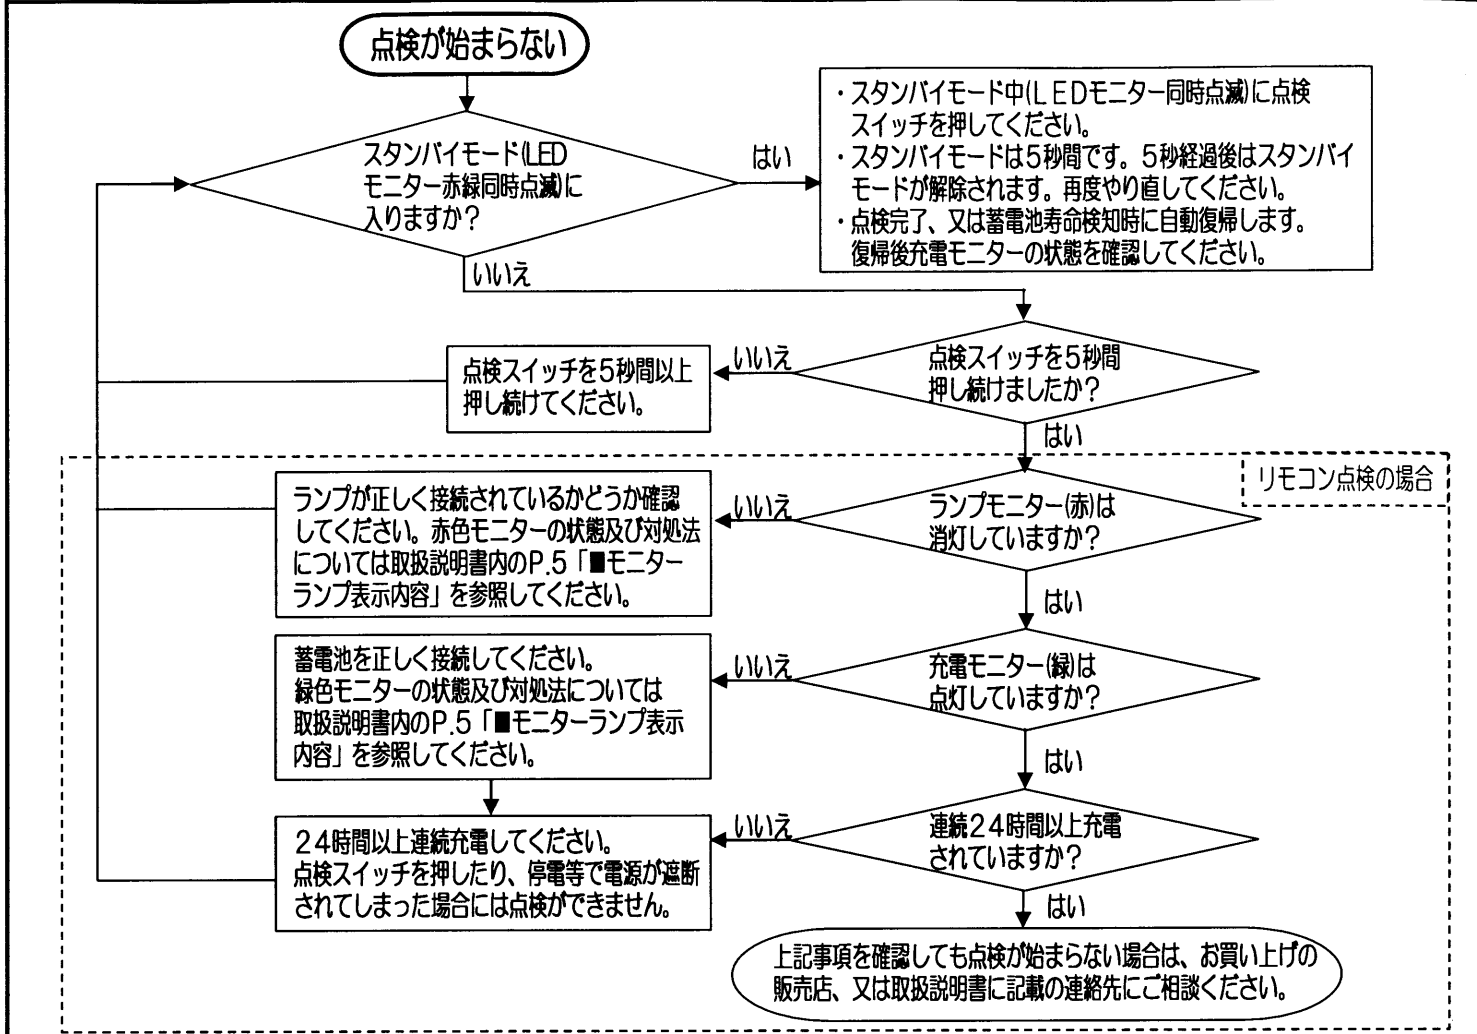 点検が始まらない
スタンバイモード(LED
モニター赤緑同時点滅)に
入りますか?
はい
・スタンバイモード中(LEDモニター同時点滅)に点検
スイッチを押してください。
・スタンバイモードは5秒間です。5秒経過後はスタンバイ
モードが解除されます。再度やり直してください。
・点検完了、又は蓄電池寿命検知時に自動復帰します。
復帰後充電モニターの状態を確認してください。
いいえ
点検スイッチを5秒間
押し続けましたか?
いいえ
点検スイッチを5秒間以上
押し続けてください。
はい
リモコン点検の場合
ランプモニター(赤)は
消灯していますか?
いいえ
ランプが正しく接続されているかどうか確認
してください。赤色モニターの状態及び対処法
については取扱説明書内のP.5「■モニター
ランプ表示内容」を参照してください。
はい
充電モニター(緑)は
点灯していますか?
いいえ
蓄電池を正しく接続してください。
緑色モニターの状態及び対処法については
取扱説明書内のP.5「■モニターランプ表示
内容」を参照してください。
はい
連続24時間以上充電
されていますか?
いいえ
24時間以上連続充電してください。
点検スイッチを押したり、停電等で電源が遮断
されてしまった場合には点検ができません。
はい
上記事項を確認しても点検が始まらない場合は、お買い上げの
販売店、又は取扱説明書に記載の連絡先にご相談ください。